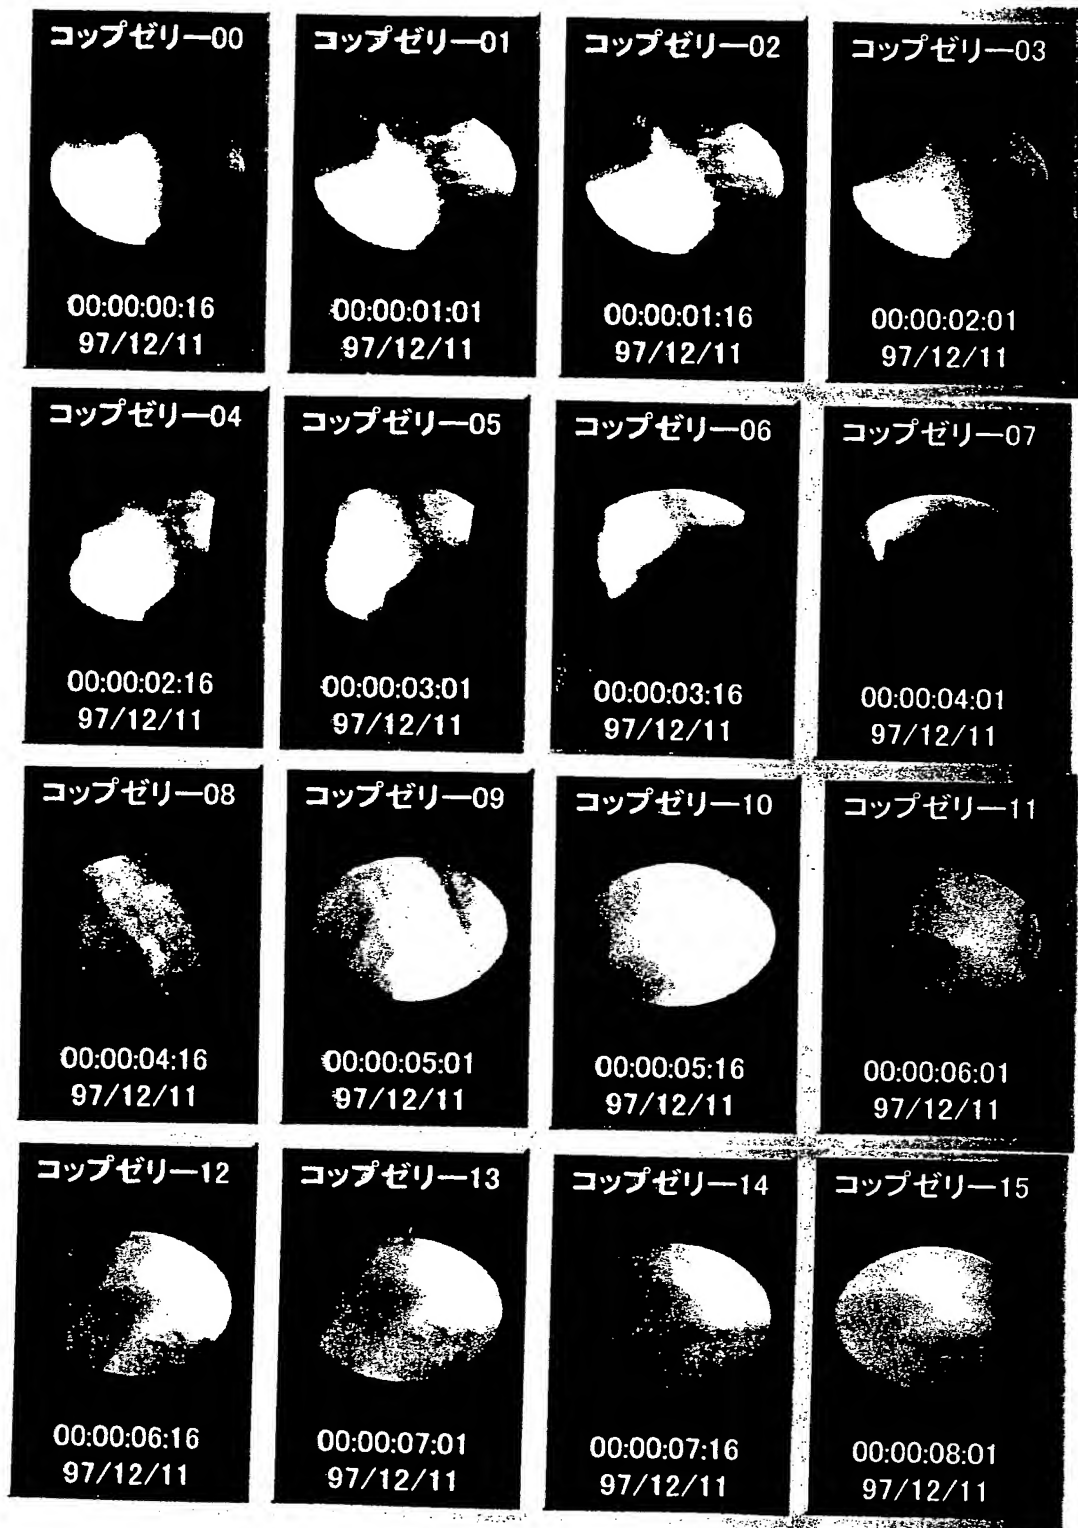 コップゼリー00
00:00:00:16
97/12/11
コップゼリー01
00:00:01:01
97/12/11
コップゼリー02
00:00:01:16
97/12/11
コップゼリー03
00:00:02:01
97/12/11
コップゼリー04
00:00:02:16
97/12/11
コップゼリー05
00:00:03:01
97/12/11
コップゼリー06
00:00:03:16
97/12/11
コップゼリー07
00:00:04:01
97/12/11
コップゼリー08
00:00:04:16
97/12/11
コップゼリー09
00:00:05:01
97/12/11
コップゼリー10
00:00:05:16
97/12/11
コップゼリー11
00:00:06:01
97/12/11
コップゼリー12
00:00:06:16
97/12/11
コップゼリー13
00:00:07:01
97/12/11
コップゼリー14
00:00:07:16
97/12/11
コップゼリー15
00:00:08:01
97/12/11